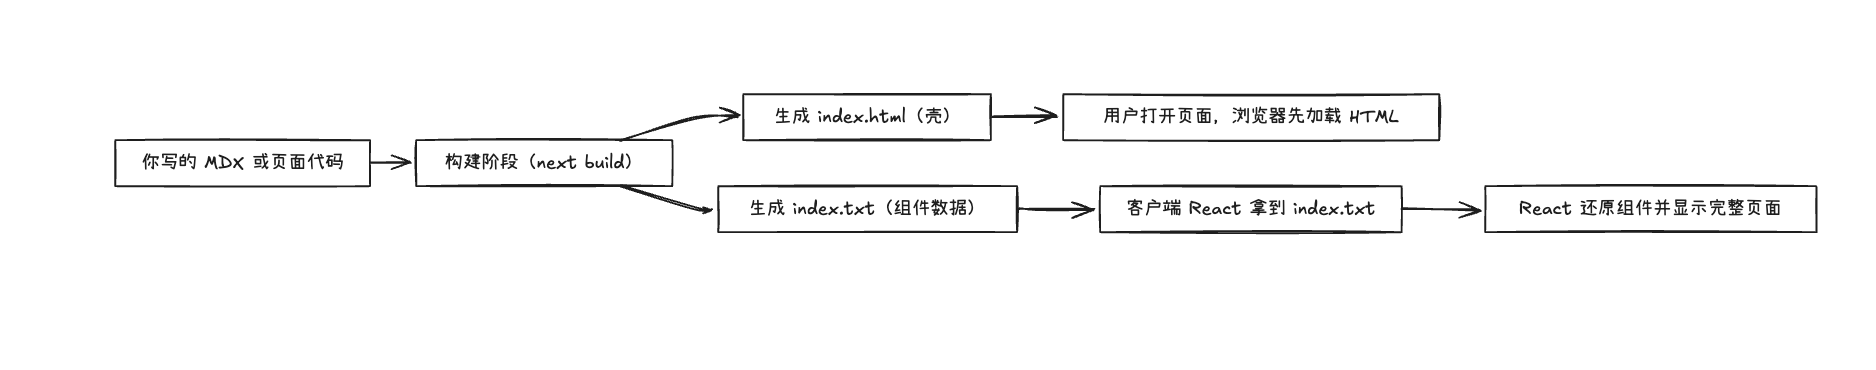 你写的 MDX 或页面代码
构建阶段（next build）
生成 index.html（壳）
用户打开页面，浏览器先加载 HTML
生成 index.txt（组件数据）
客户端 React 拿到 index.txt
React 还原组件并显示完整页面